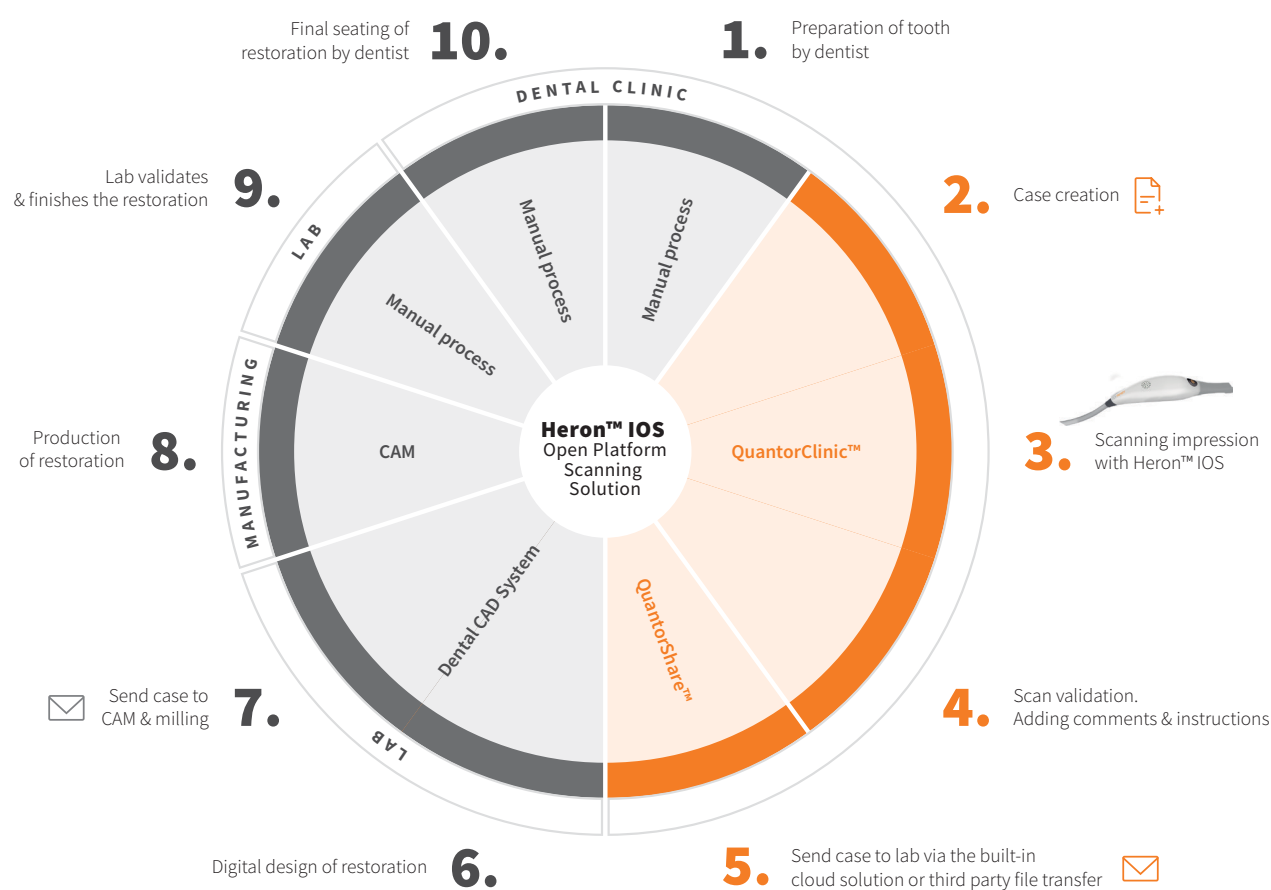 1.
Preparation of tooth
by dentist
2.
Case creation
3.
Scanning impression
with Heron™ IOS
4.
Scan validation.
Adding comments & instructions
5.
Send case to lab via the built-in
cloud solution or third party file transfer
6.
Digital design of restoration
7.
Send case to
CAM & milling
8.
Production
of restoration
9.
Lab validates
& finishes the restoration
10.
Final seating of
restoration by dentist
DENTAL CLINIC
LAB
MANUFACTURING
LAB
Manual process
QuantorClinic™
QuantorShare™
Dental CAD System
CAM
Manual process
Manual process
Heron™ IOS
Open Platform
Scanning
Solution